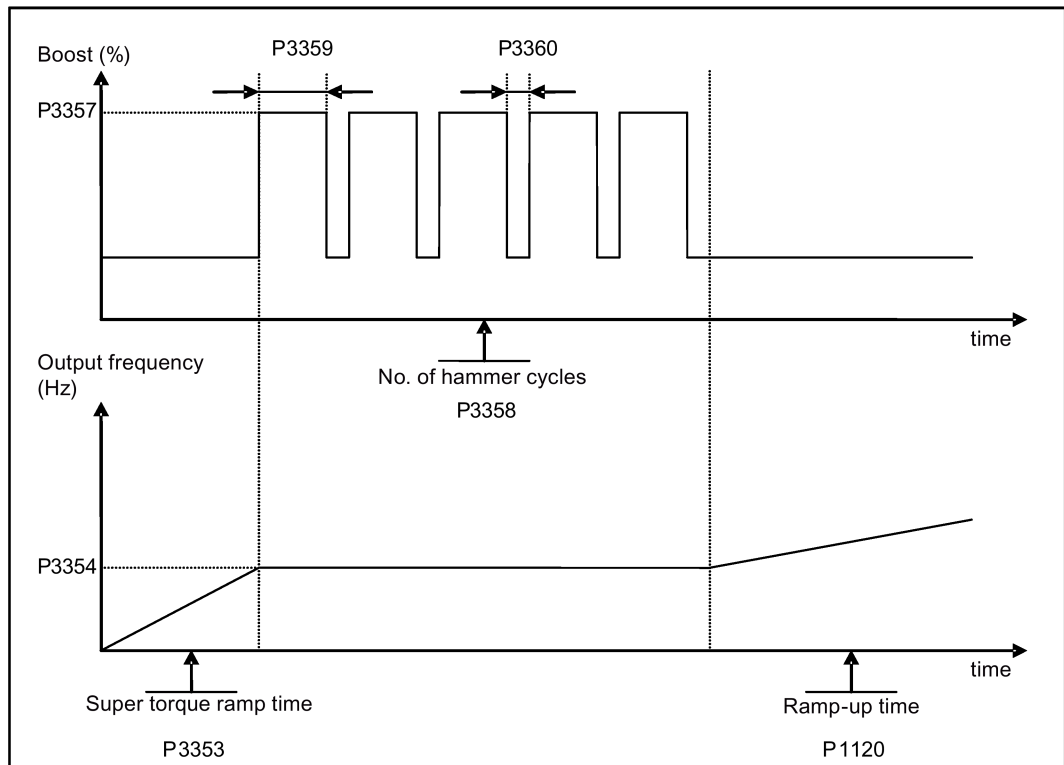 P3359
P3360
Boost (%)
P3357
time
No. of hammer cycles
P3358
Output frequency
(Hz)
P3354
time
Super torque ramp time
P3353
Ramp-up time
P1120